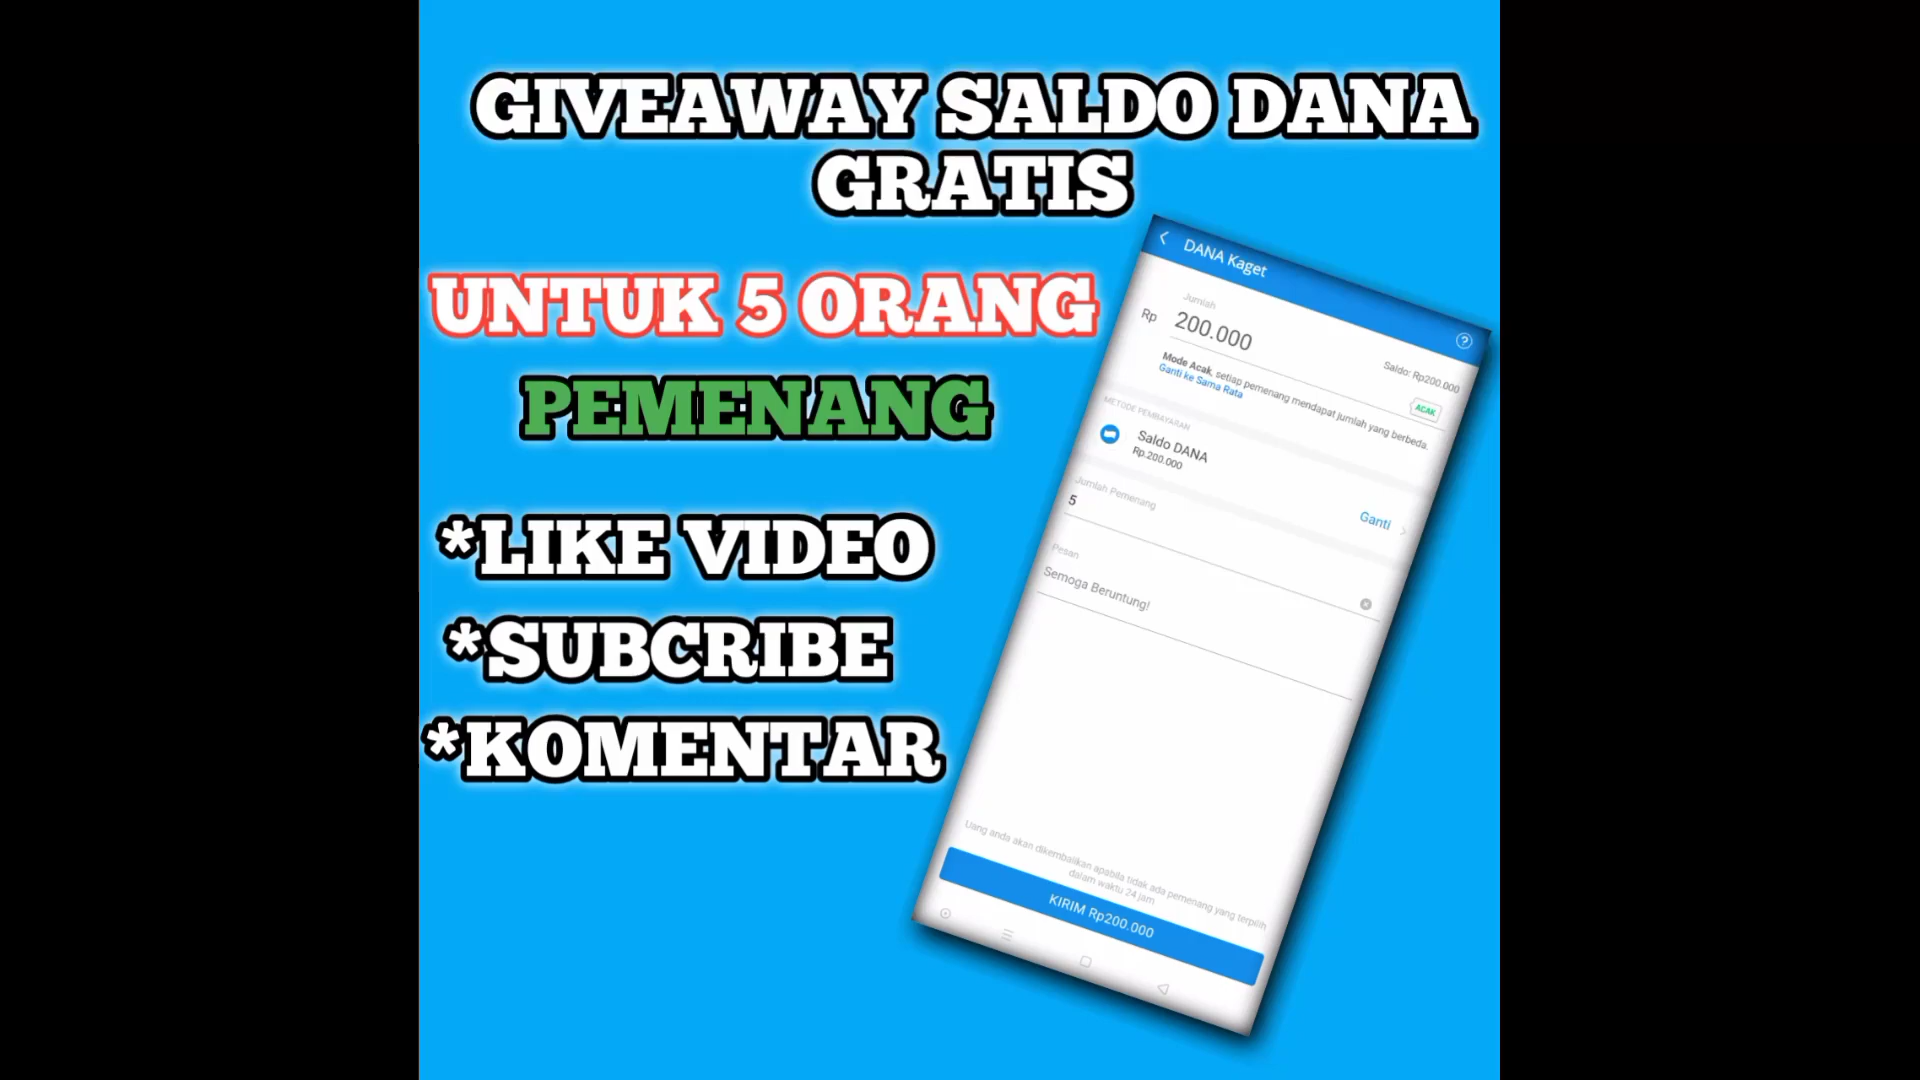 GIVEAWAY SALDO DANA
GRATIS
UNTUK 5 ORANG
PEMENANG
*LIKE VIDEO
*SUBCRIBE
*KOMENTAR
DANA Kaget
Jumlah
Rp 200.000
Saldo: Rp200.000
Mode Acak, setiap pemenang mendapat jumlah yang berbeda.
Ganti ke Sama Rata
ACAK
METODE PEMBAYARAN
Saldo DANA
Rp.200.000
Ganti
Jumlah Pemenang
5
Pesan
Semoga Beruntung!
Uang anda akan dikembalikan apabila tidak ada pemenang yang terpilih
dalam waktu 24 jam
KIRIM Rp200.000